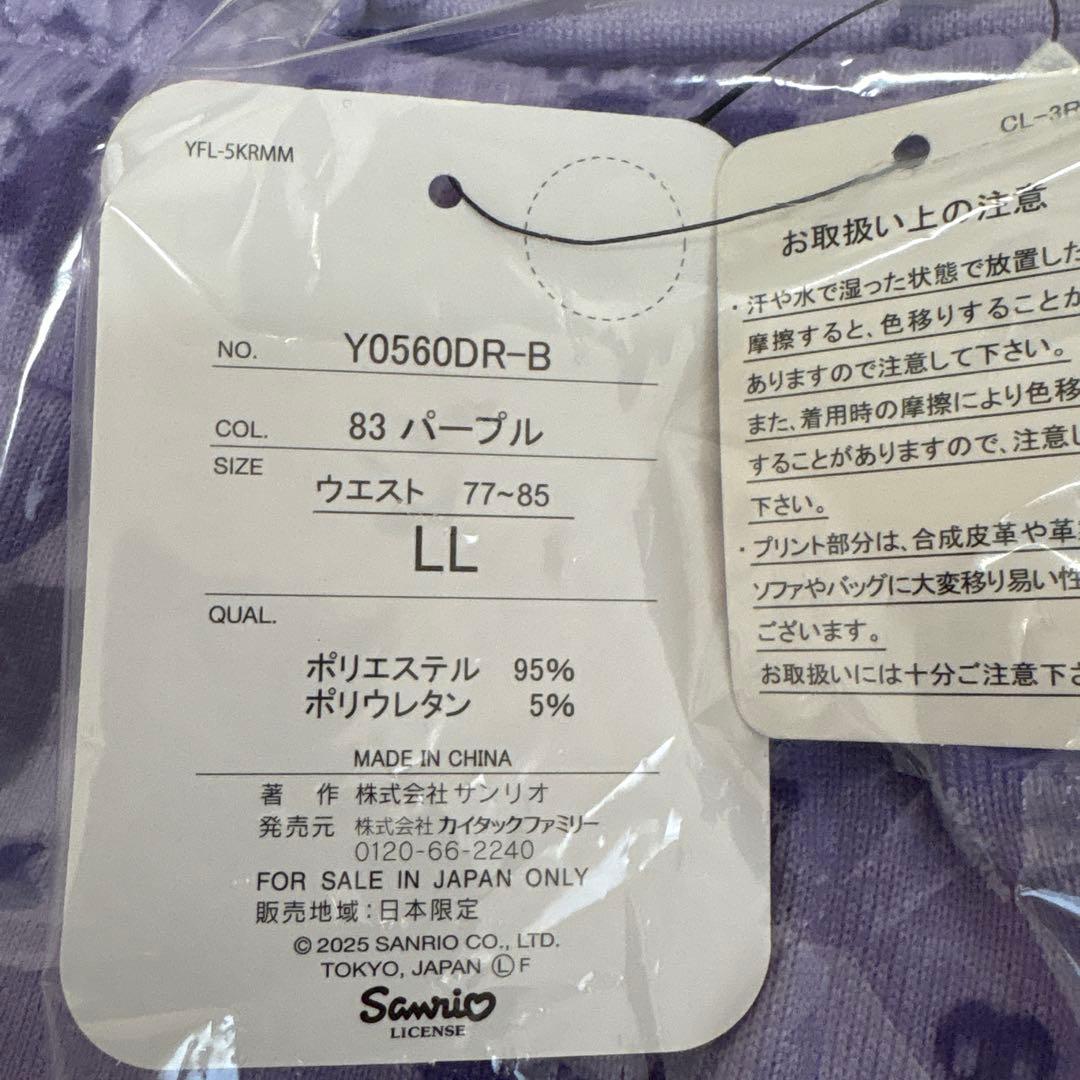 YFL-5KRMM
NO. Y0560DR-B
COL. 83 パープル
SIZE
ウエスト 77~85
LL
QUAL.
ポリエステル 95%
ポリウレタン 5%
MADE IN CHINA
著 作 株式会社サンリオ
発売元 株式会社カイタックファミリー
0120-66-2240
FOR SALE IN JAPAN ONLY
販売地域:日本限定
© 2025 SANRIO CO., LTD.
TOKYO, JAPAN Ⓛ F
Sanrio
LICENSE
CL-3R
お取扱い上の注意
・汗や水で湿った状態で放置した
摩擦すると、色移りすることが
ありますので注意して下さい。
また、着用時の摩擦により色移
することがありますので、注意し
下さい。
・プリント部分は、合成皮革や革
ソファやバッグに大変移り易い性
ございます。
お取扱いには十分ご注意下さ